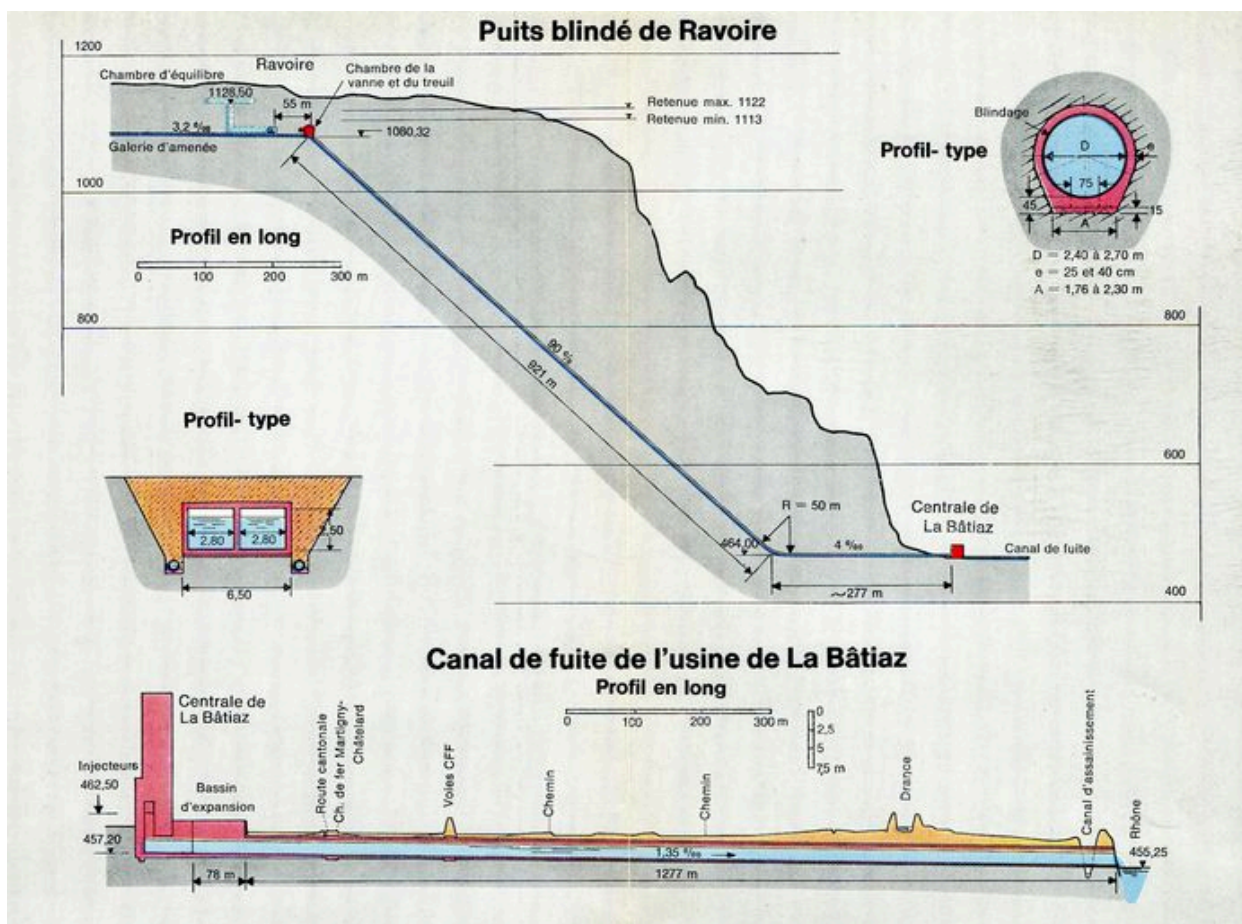 Puits blindé de Ravoire
1200
Ravoire
Chambre d'équilibre
Chambre de la
vanne et du treuil
1128,50
55 m
Retenue max. 1122
Retenue min. 1113
3,2 ‰
1080,32
Galerie d'amenée
Profil- type
Blindage
D
e
75
45
15
A
D = 2,40 à 2,70 m
e = 25 et 40 cm
A = 1,76 à 2,30 m
1000
Profil en long
0 100 200 300 m
800
800
90 %
921 m
Profil- type
2,80
2,80
2,50
6,50
600
R = 50 m
Centrale de
La Bâtiaz
464,00
4 ‰
Canal de fuite
~277 m
400
Canal de fuite de l'usine de La Bâtiaz
Profil en long
0 100 200 300 m
0
2,5
5
7,5 m
Centrale de
La Bâtiaz
Injecteurs
462,50
Bassin
d'expansion
Route cantonale
Ch. de fer Martigny-
Châtelard
Voies CFF
Chemin
Chemin
Drance
Canal d'assainissement
Rhône
457,20
455,25
1,35 ‰
78 m
1277 m